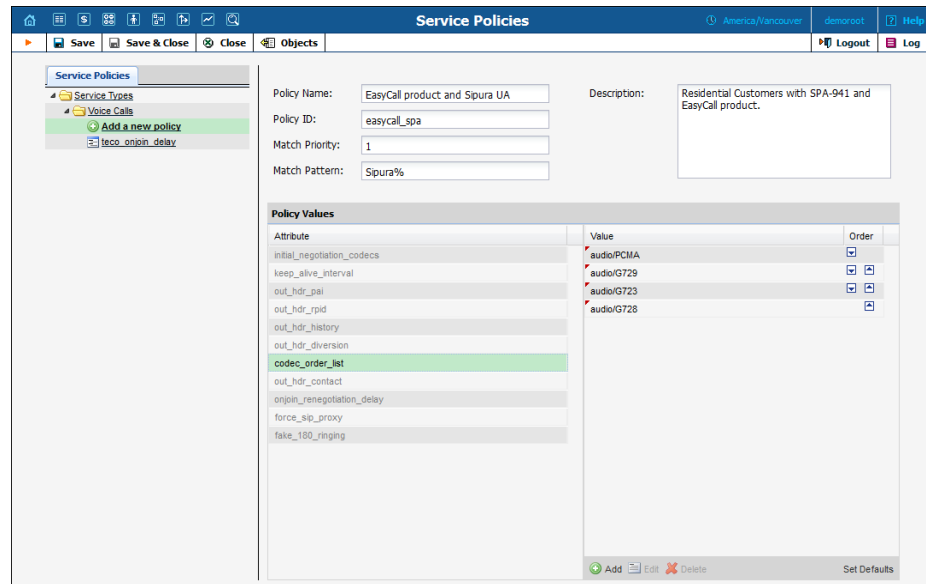 Service Policies
America/Vancouver
demoroot
? Help
Save
Save & Close
Close
Objects
Logout
Log
Service Policies
Service Types
Voice Calls
Add a new policy
teco_onjoin_delay
Policy Name: EasyCall product and Sipura UA
Policy ID: easycall_spa
Match Priority: 1
Match Pattern: Sipura%
Description: Residential Customers with SPA-941 and
EasyCall product.
Policy Values
Attribute
initial_negotiation_codecs
keep_alive_interval
out_hdr_pai
out_hdr_rpid
out_hdr_history
out_hdr_diversion
codec_order_list
out_hdr_contact
onjoin_renegotiation_delay
force_sip_proxy
fake_180_ringing
Value Order
audio/PCMA
audio/G729
audio/G723
audio/G728
Add Edit Delete Set Defaults